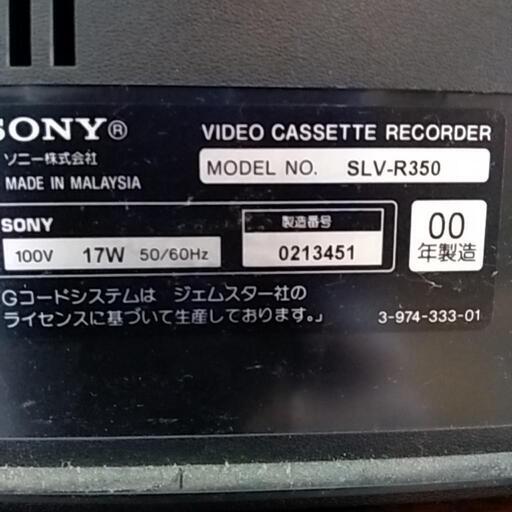 SONY®
VIDEO CASSETTE RECORDER
ソニー株式会社
MODEL NO. SLV-R350
MADE IN MALAYSIA
SONY
100V 17W 50/60Hz
製造番号
0213451
00
年製造
Gコードシステムは ジェムスター社の
ライセンスに基づいて生産しております。」
3-974-333-01